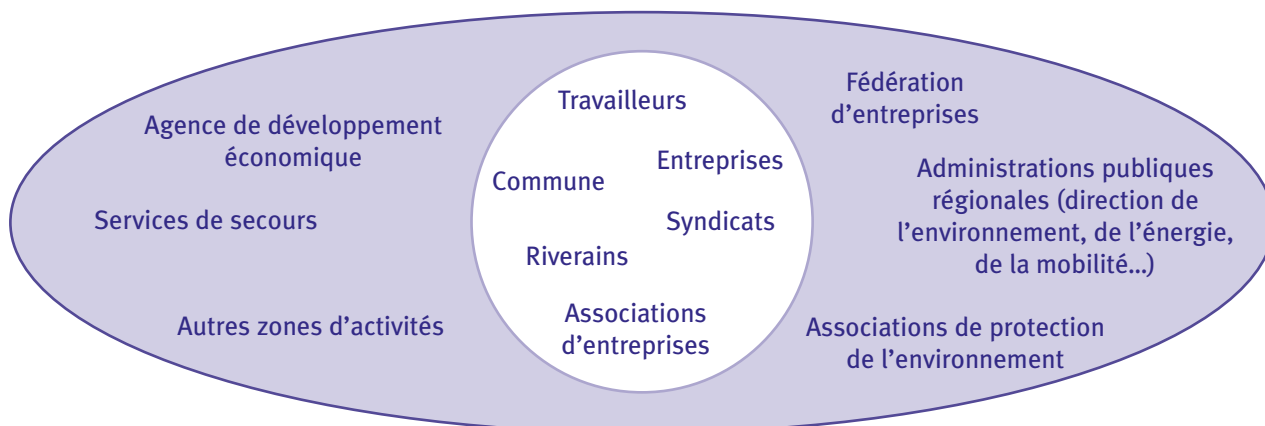 Agence de développement
économique
Services de secours
Autres zones d'activités
Travailleurs
Entreprises
Commune
Syndicats
Riverains
Associations
d'entreprises
Fédération
d'entreprises
Administrations publiques
régionales (direction de
l'environnement, de l'énergie,
de la mobilité...)
Associations de protection
de l'environnement